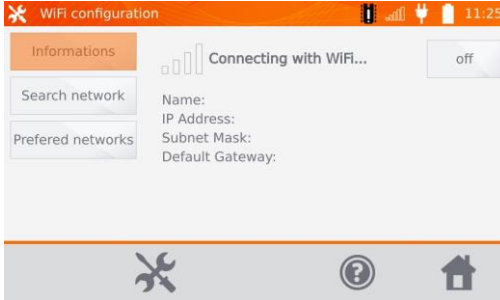 WiFi configuration
11:25
Informations
Connecting with WiFi...
off
Search network
Name:
IP Address:
Prefered networks
Subnet Mask:
Default Gateway:
?